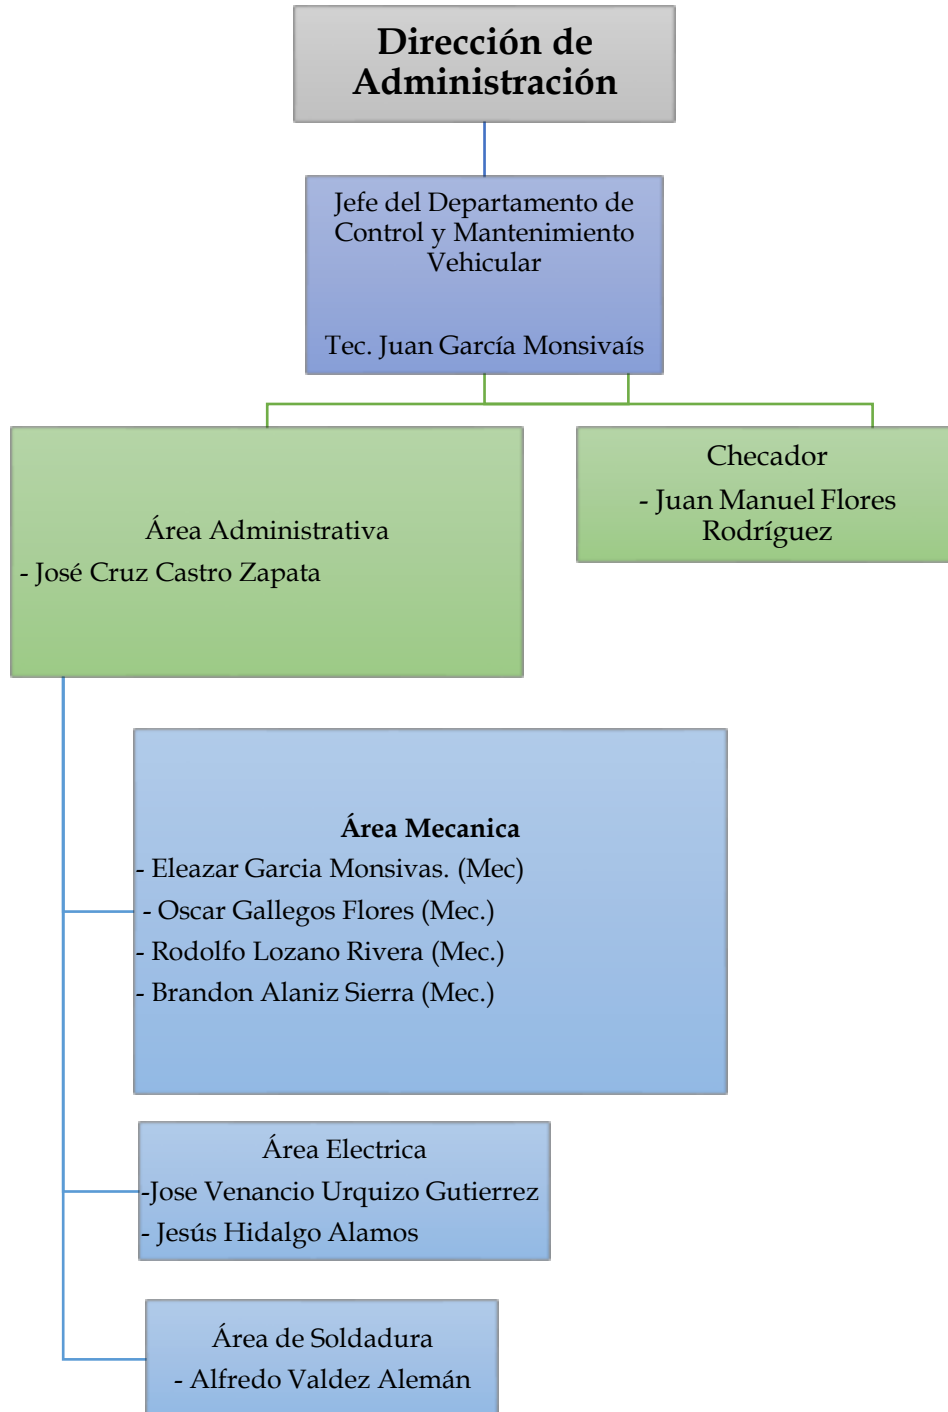 Dirección de
Administración
Jefe del Departamento de
Control y Mantenimiento
Vehicular
Tec. Juan García Monsivaís
Área Administrativa
- José Cruz Castro Zapata
Checador
- Juan Manuel Flores
Rodríguez
Área Mecanica
- Eleazar Garcia Monsivas. (Mec)
- Oscar Gallegos Flores (Mec.)
- Rodolfo Lozano Rivera (Mec.)
- Brandon Alaniz Sierra (Mec.)
Área Electrica
-Jose Venancio Urquizo Gutierrez
- Jesús Hidalgo Alamos
Área de Soldadura
- Alfredo Valdez Alemán